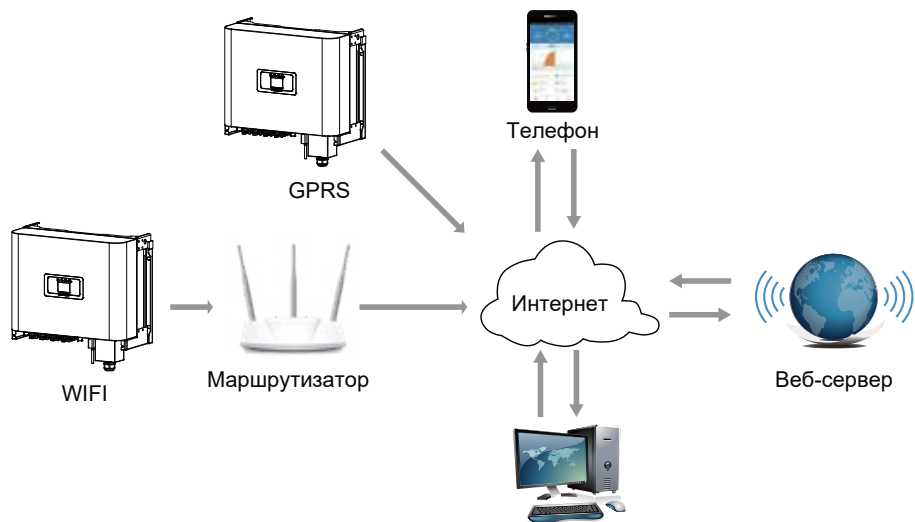 Телефон
GPRS
Интернет
WIFI
Маршрутизатор
Веб-сервер